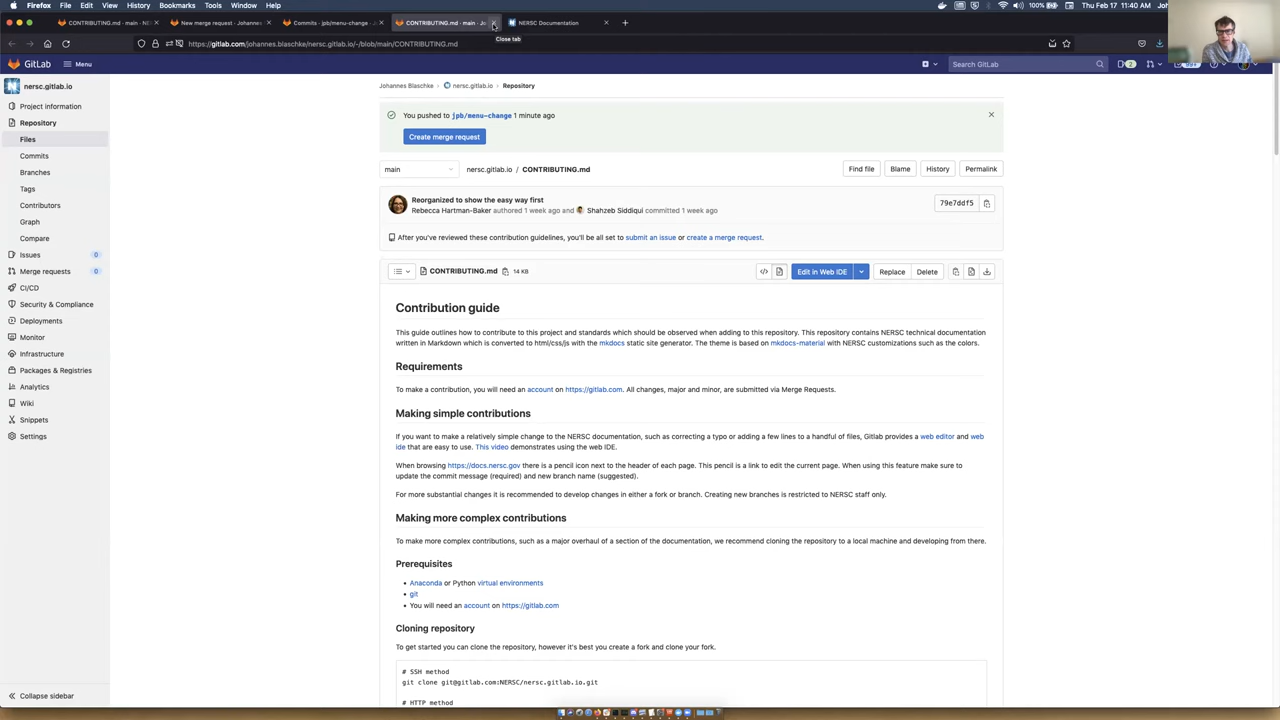 Firefox File Edit View History Bookmarks Tools Window Help
Thu Nov 17 11:40 AM
CONTRIBUTING.md · main · NER
New merge request · Johannes
Commits · jpb/menu-change ·
CONTRIBUTING.md · main · Jo
NERSC Documentation
Close tab
https://gitlab.com/johannes.blaschke/nersc.gitlab.io/-/blob/main/CONTRIBUTING.md
GitLab
Menu
Search GitLab
2
99+
nersc.gitlab.io
Project information
Repository
Files
Commits
Branches
Tags
Contributors
Graph
Compare
Issues 0
Merge requests 0
CI/CD
Security & Compliance
Deployments
Monitor
Infrastructure
Packages & Registries
Analytics
Wiki
Snippets
Settings
Collapse sidebar
Johannes Blaschke › nersc.gitlab.io › Repository
You pushed to jpb/menu-change 1 minute ago
Create merge request
main
nersc.gitlab.io / CONTRIBUTING.md
Find file Blame History Permalink
Reorganized to show the easy way first
Rebecca Hartman-Baker authored 1 week ago and Shahzeb Siddiqui committed 1 week ago
79e7ddf5
After you've reviewed these contribution guidelines, you'll be all set to submit an issue or create a merge request.
CONTRIBUTING.md 14 KB
Edit in Web IDE Replace Delete
Contribution guide
This guide outlines how to contribute to this project and standards which should be observed when adding to this repository. This repository contains NERSC technical documentation
written in Markdown which is converted to html/css/js with the mkdocs static site generator. The theme is based on mkdocs-material with NERSC customizations such as the colors.
Requirements
To make a contribution, you will need an account on https://gitlab.com. All changes, major and minor, are submitted via Merge Requests.
Making simple contributions
If you want to make a relatively simple change to the NERSC documentation, such as correcting a typo or adding a few lines to a handful of files, Gitlab provides a web editor and web
ide that are easy to use. This video demonstrates using the web IDE.
When browsing https://docs.nersc.gov there is a pencil icon next to the header of each page. This pencil is a link to edit the current page. When using this feature make sure to
update the commit message (required) and new branch name (suggested).
For more substantial changes it is recommended to develop changes in either a fork or branch. Creating new branches is restricted to NERSC staff only.
Making more complex contributions
To make more complex contributions, such as a major overhaul of a section of the documentation, we recommend cloning the repository to a local machine and developing from there.
Prerequisites
• Anaconda or Python virtual environments
• git
• You will need an account on https://gitlab.com
Cloning repository
To get started you can clone the repository, however it's best you create a fork and clone your fork.
# SSH method
git clone git@gitlab.com:NERSC/nersc.gitlab.io.git
# HTTP method